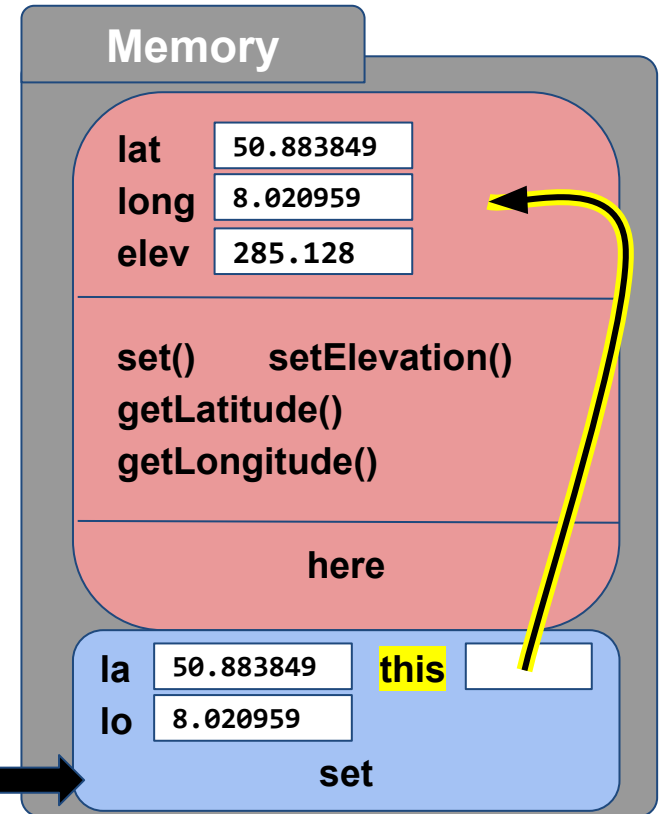 Memory
lat 50.883849
long 8.020959
elev 285.128
set() setElevation()
getLatitude()
getLongitude()
here
la 50.883849 this
lo 8.020959
set